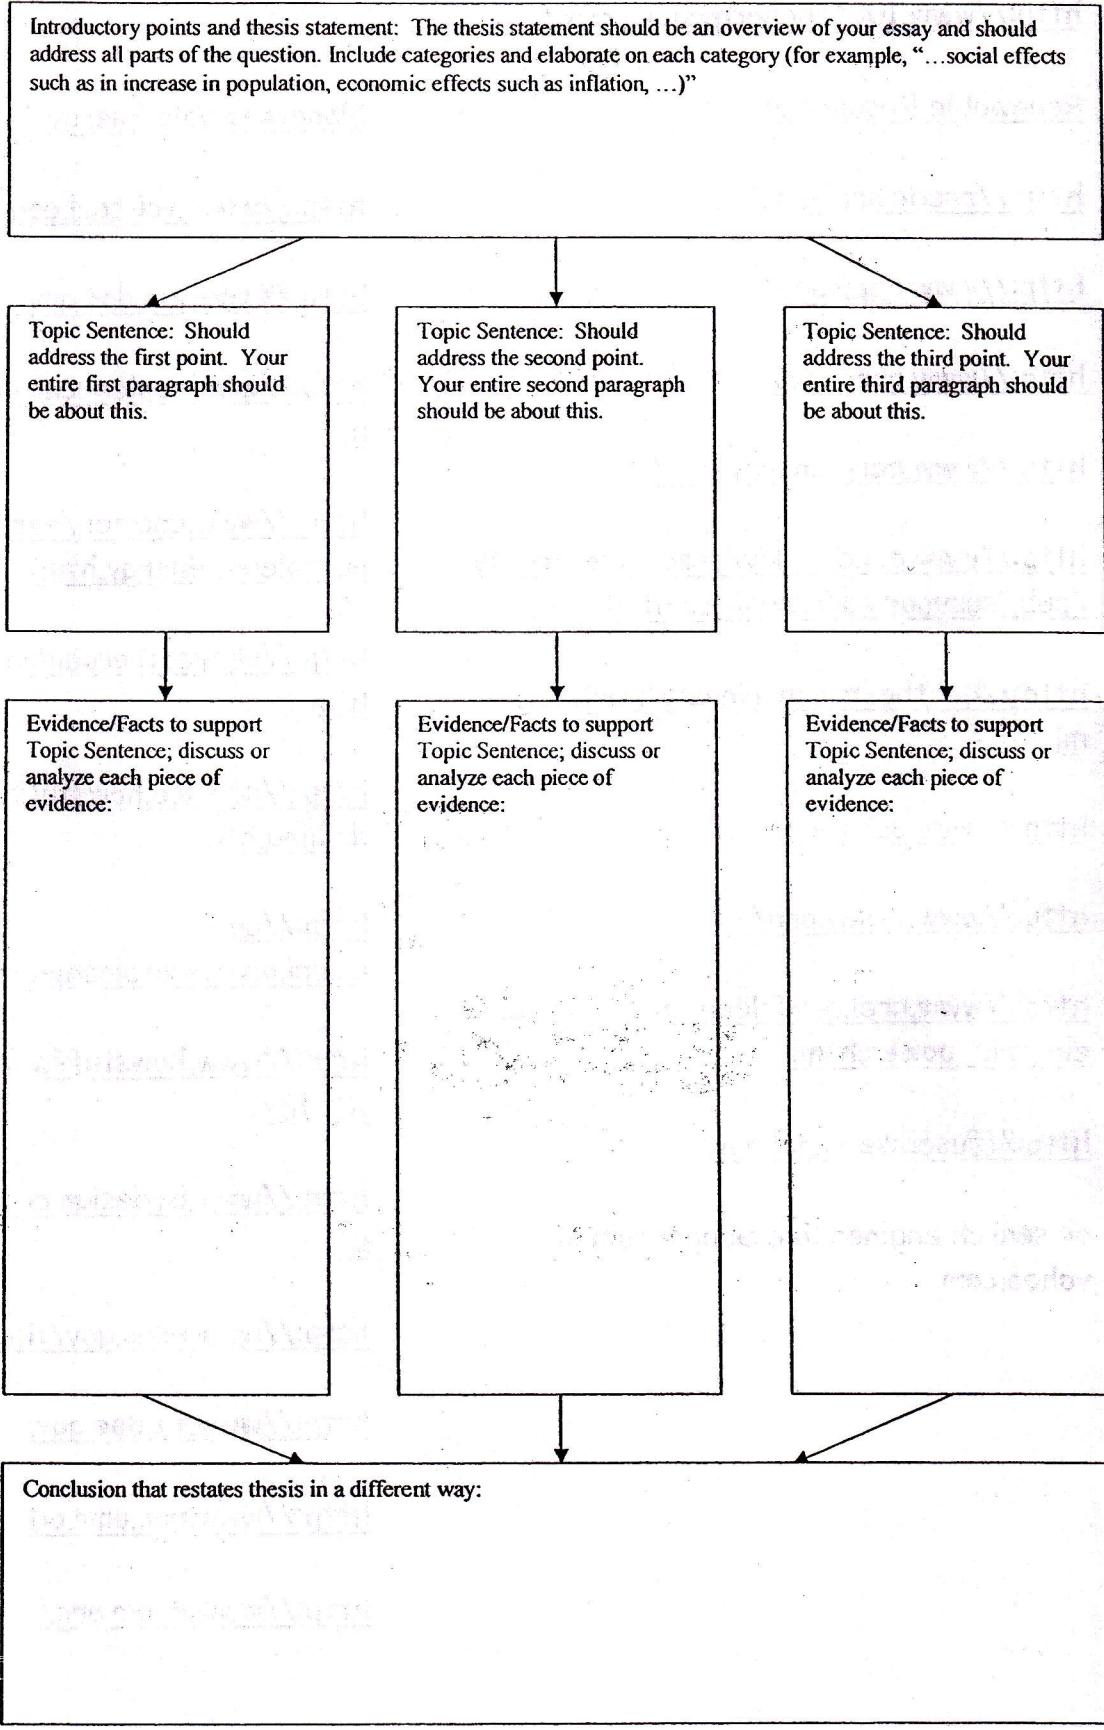 Introductory points and thesis statement: The thesis statement should be an overview of your essay and should
address all parts of the question. Include categories and elaborate on each category (for example, “…social effects
such as in increase in population, economic effects such as inflation, …)”
Topic Sentence: Should
address the first point. Your
entire first paragraph should
be about this.
Topic Sentence: Should
address the second point.
Your entire second paragraph
should be about this.
Topic Sentence: Should
address the third point. Your
entire third paragraph should
be about this.
Evidence/Facts to support
Topic Sentence; discuss or
analyze each piece of
evidence:
Evidence/Facts to support
Topic Sentence; discuss or
analyze each piece of
evidence:
Evidence/Facts to support
Topic Sentence; discuss or
analyze each piece of
evidence:
Conclusion that restates thesis in a different way: